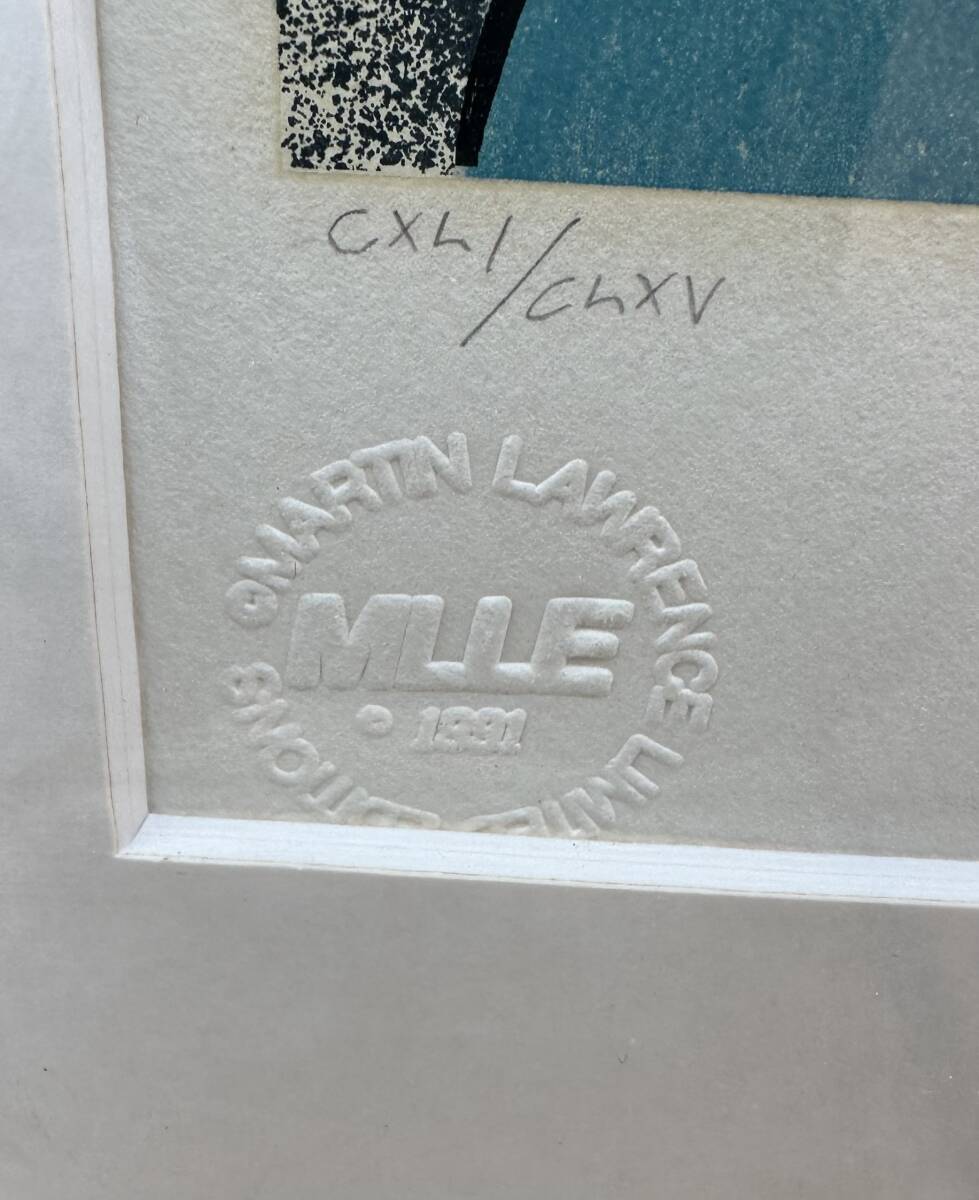 CXLI/CLXV
© MARTIN LAWRENCE LIMITED EDITIONS
MLLE
© 1991